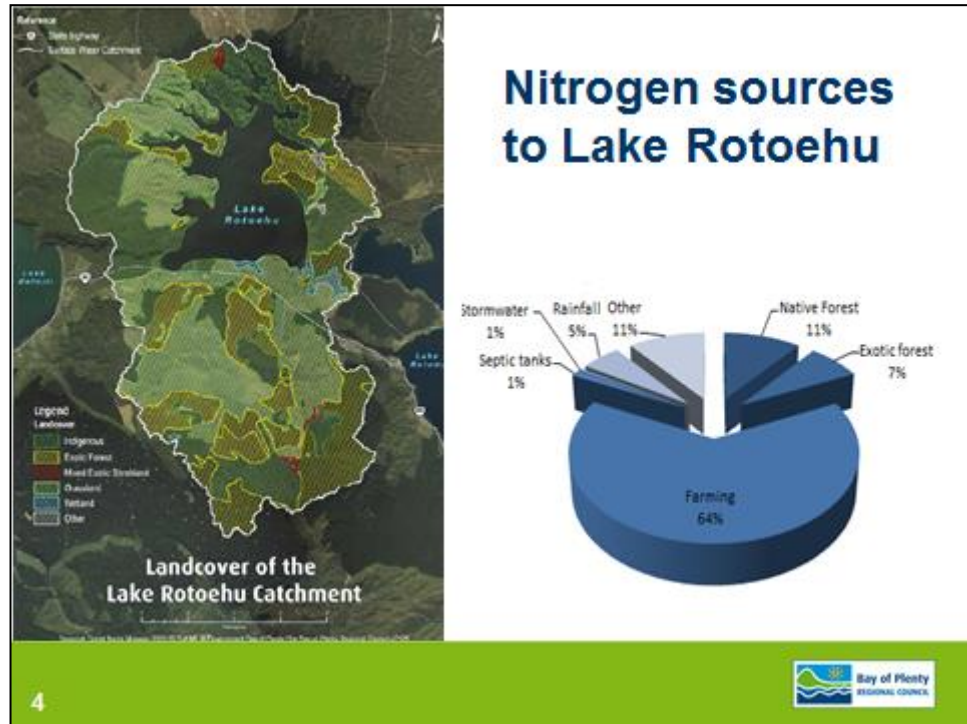 Reference
State highway
Surface Water Catchment
Nitrogen sources
to Lake Rotoehu
Lake
Rotoehu
Lake
Lake
Legend
Landcover
Indigenous
Exotic Forest
Mixed Exotic Shrubland
Grassland
Wetland
Other
Landcover of the
Lake Rotoehu Catchment
Stormwater
1%
Rainfall
5%
Other
11%
Native Forest
11%
Exotic forest
7%
Septic tanks
1%
Farming
64%
4
Bay of Plenty
REGIONAL COUNCIL